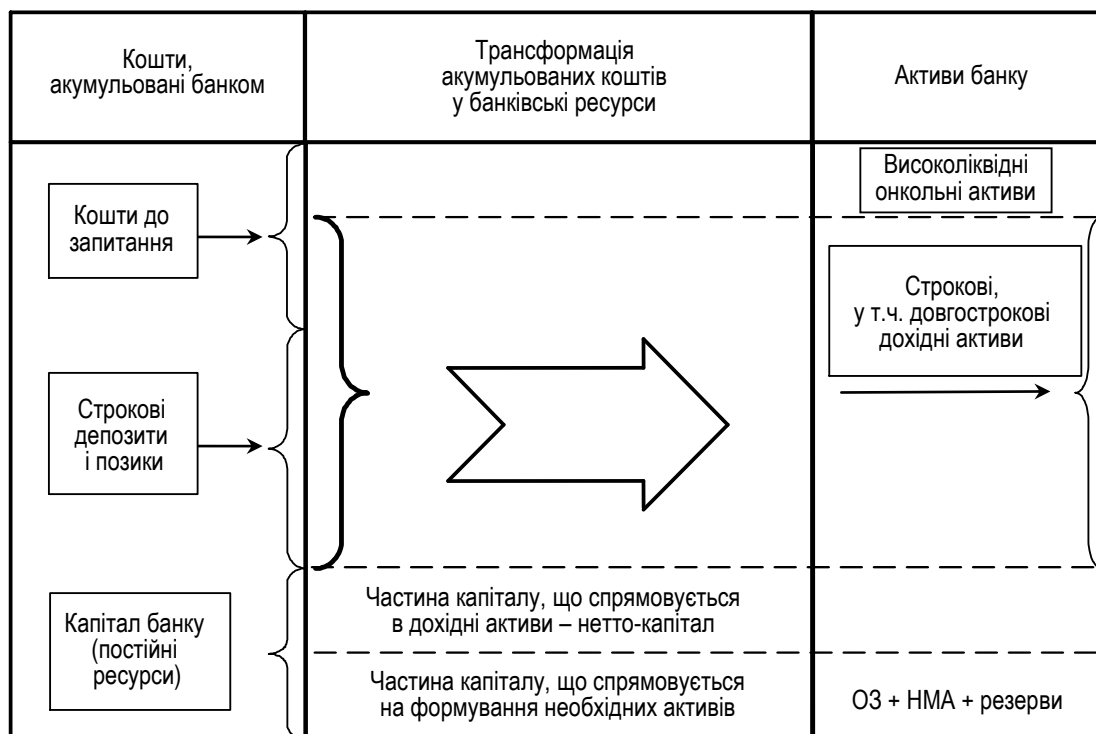 Кошти,
акумульовані банком
Трансформація
акумульованих коштів
у банківські ресурси
Активи банку
Кошти до
запитання
Строкові
депозити
і позики
Капітал банку
(постійні
ресурси)
Частина капіталу, що спрямовується
в дохідні активи – нетто-капітал
Частина капіталу, що спрямовується
на формування необхідних активів
Високоліквідні
онкольні активи
Строкові,
у т.ч. довгострокові
дохідні активи
ОЗ + НМА + резерви